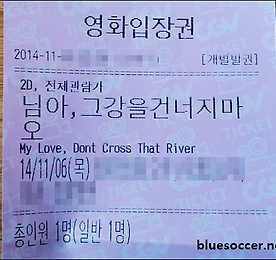 영화입장권
2014-11- [개별발권]
2D, 전체관람가
님아,그강을건너지마
오
My Love, Dont Cross That River
14/11/06(목)
총인원 1명(일반 1명)
bluesoccer.ne